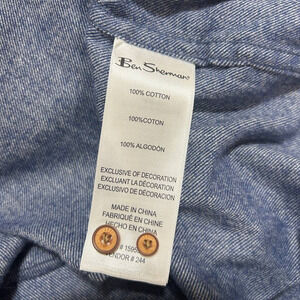 Ben Sherman
100% COTTON
100% COTON
100% ALGODÓN
EXCLUSIVE OF DECORATION
EXCLUANT LA DÉCORATION
EXCLUSIVO DE DECORACIÓN
MADE IN CHINA
FABRIQUÉ EN CHINE
HECHO EN CHINA
# 244